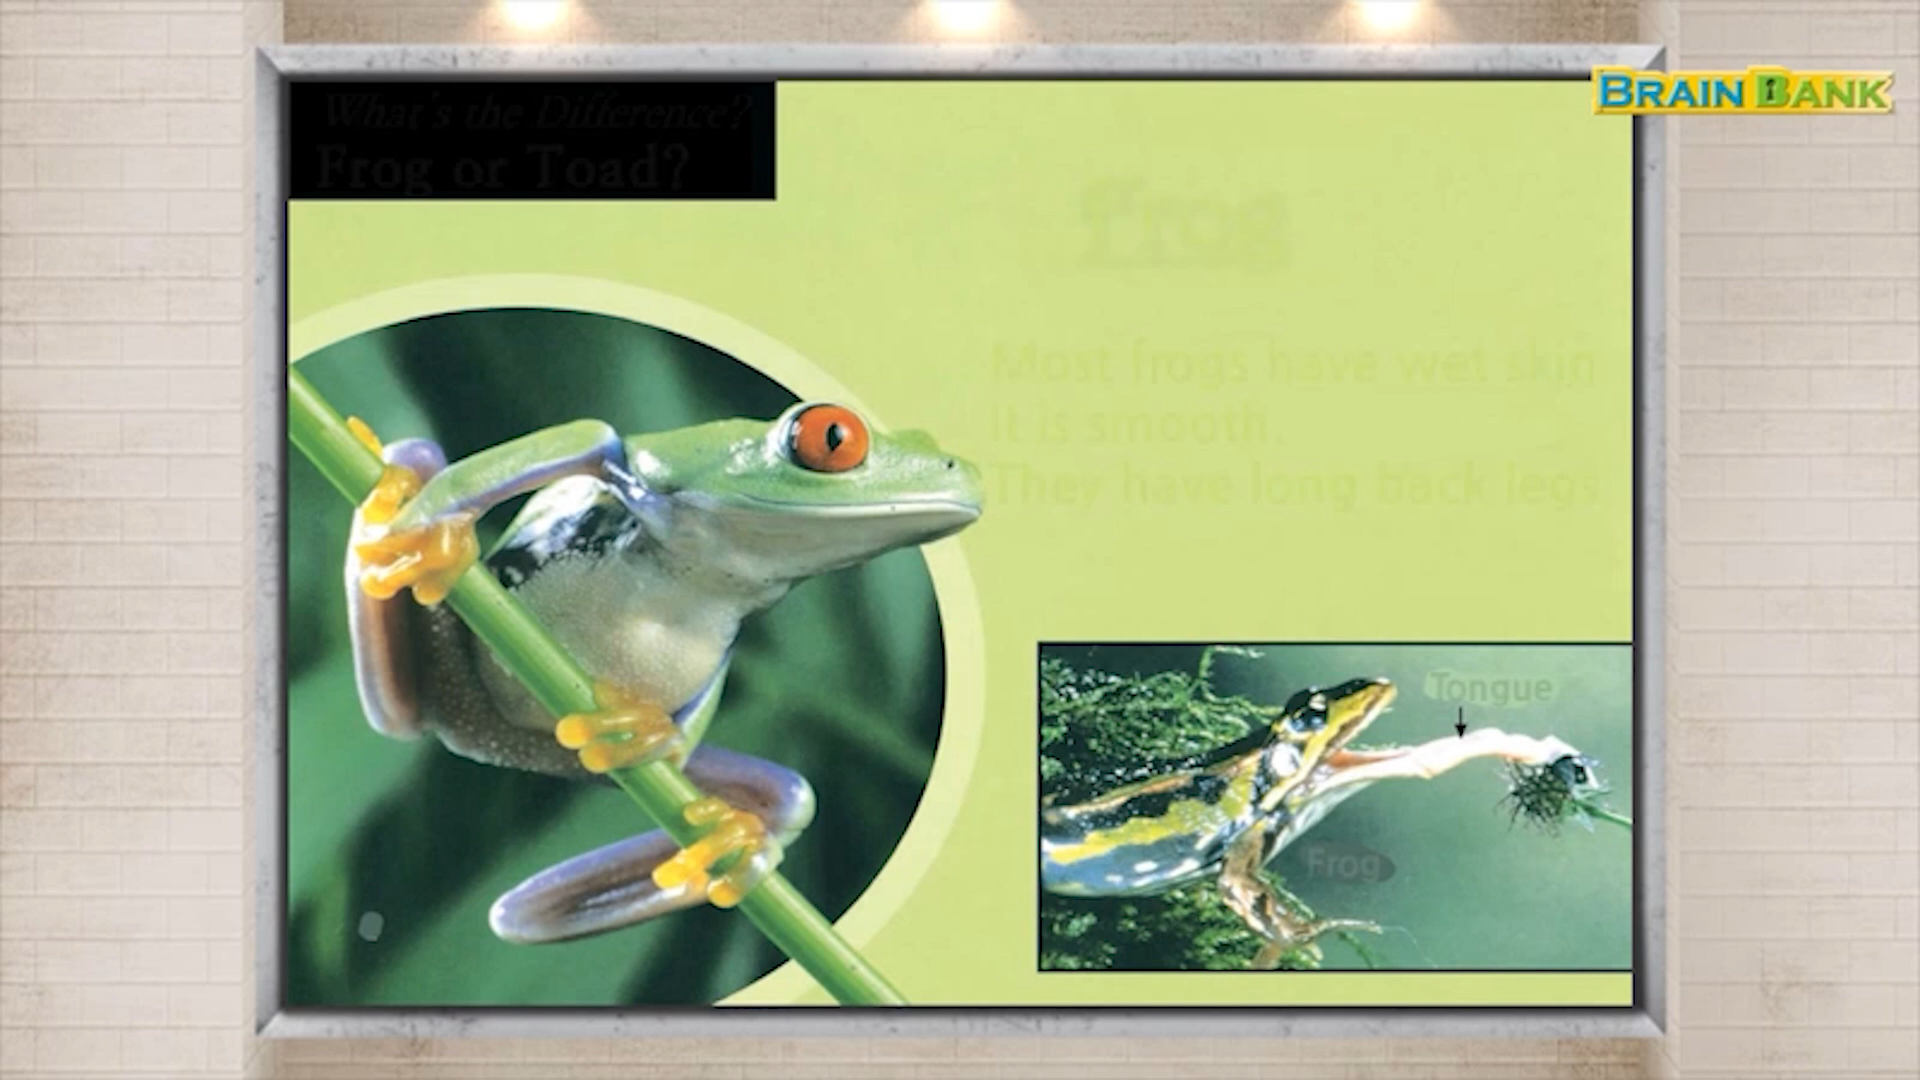 What's the Difference?
Frog or Toad?
BRAIN BANK
frog
Most frogs have wet skin
It is smooth.
They have long back legs
Tongue
Frog